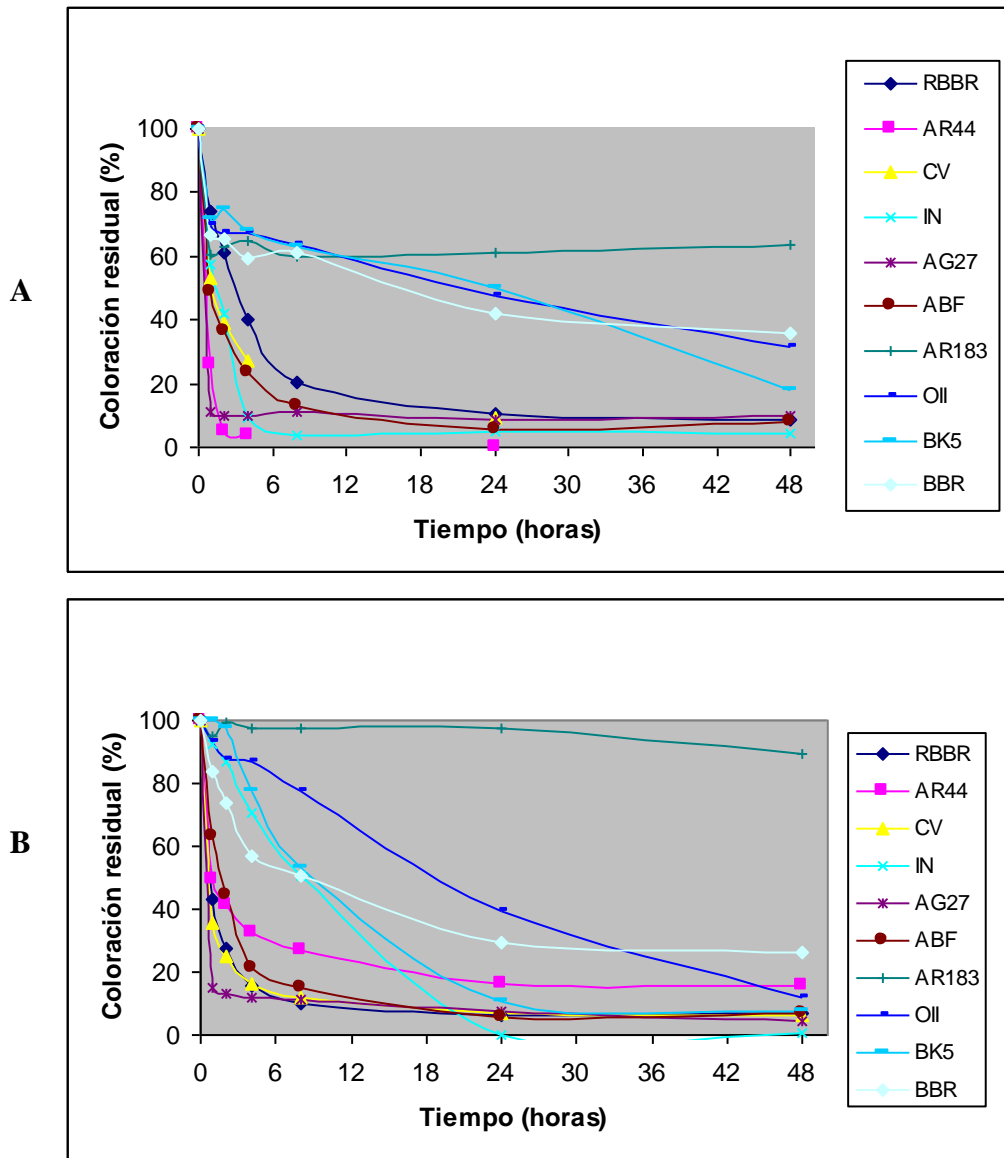 A
Coloración residual (%)
100
80
60
40
20
0
0 6 12 18 24 30 36 42 48
Tiempo (horas)
RBBR
AR44
CV
IN
AG27
ABF
AR183
OII
BK5
BBR
B
Coloración residual (%)
100
80
60
40
20
0
0 6 12 18 24 30 36 42 48
Tiempo (horas)
RBBR
AR44
CV
IN
AG27
ABF
AR183
OII
BK5
BBR